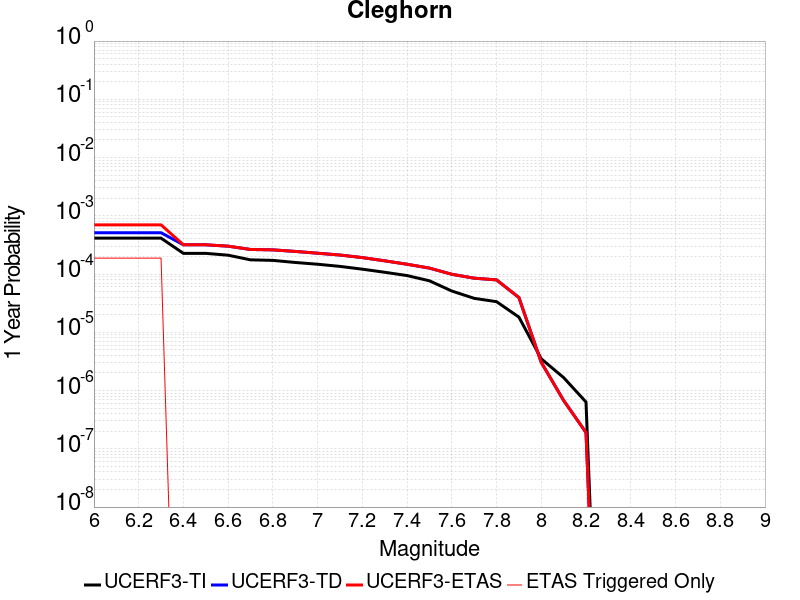 Cleghorn
10^0
10^-1
10^-2
10^-3
10^-4
10^-5
10^-6
10^-7
10^-8
1 Year Probability
6 6.2 6.4 6.6 6.8 7 7.2 7.4 7.6 7.8 8 8.2 8.4 8.6 8.8 9
Magnitude
UCERF3-TI UCERF3-TD UCERF3-ETAS ETAS Triggered Only